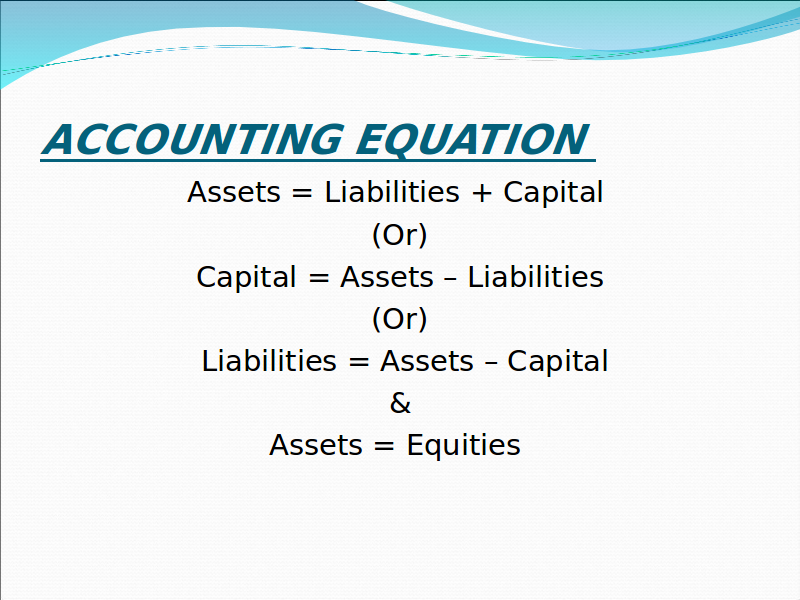 ACCOUNTING EQUATION
Assets = Liabilities + Capital
(Or)
Capital = Assets – Liabilities
(Or)
Liabilities = Assets – Capital
&
Assets = Equities